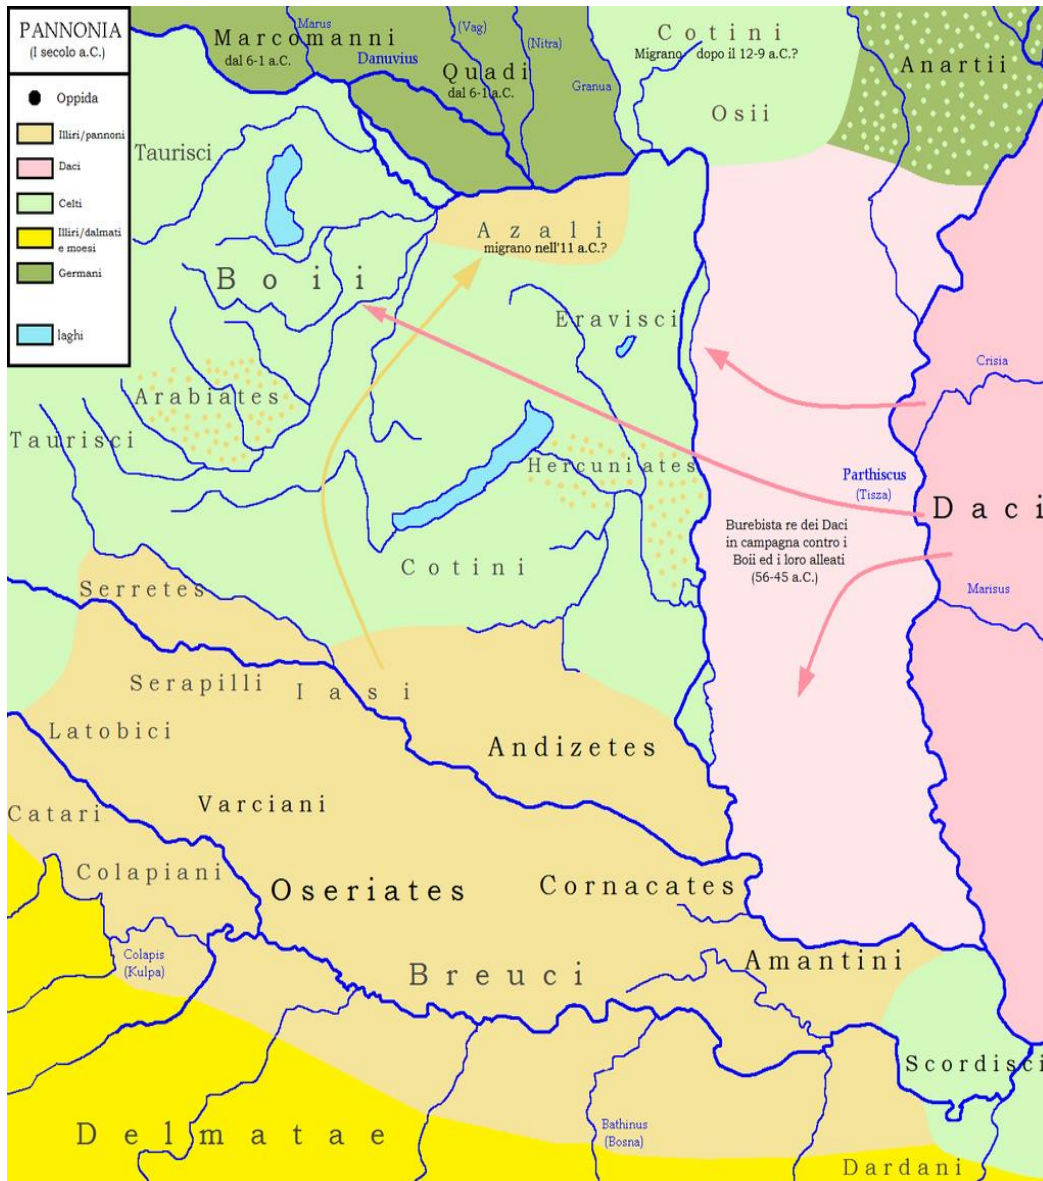 PANNONIA
(I secolo a.C.)
Oppida
Illiri/pannoni
Daci
Celti
Illiri/dalmati
e moesi
Germani
laghi
Marus
(Vag)
(Nitra)
Marcomanni
dal 6-1 a.C.
Danuvius
Quadi
dal 6-1 a.C.
Granua
Cotini
Migrano dopo il 12-9 a.C.?
Osii
Anartii
Taurisci
Azali
migrano nell'11 a.C.?
Boii
Eravisci
Crisia
Arabiates
Taurisci
Hercuniates
Parthiscus
(Tisza)
Daci
Burebista re dei Daci
in campagna contro i
Boii ed i loro alleati
(56-45 a.C.)
Cotini
Marisus
Serretes
Serapilli
Iasi
Latobici
Andizetes
Varciani
Catari
Colapiani
Oseriates
Cornacates
Colapis
(Kulpa)
Breuci
Amantini
Scordisci
Delmatae
Bathinus
(Bosna)
Dardani